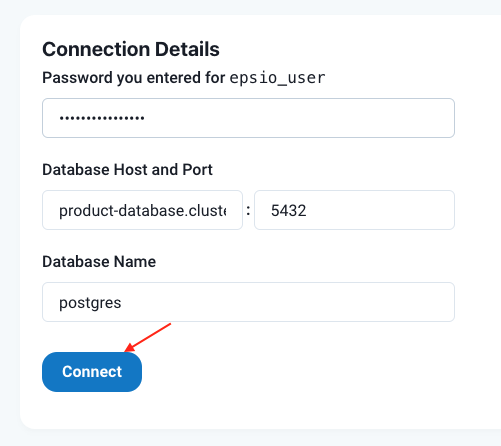 Connection Details
Password you entered for epsio_user
••••••••••••••••
Database Host and Port
product-database.cluste : 5432
Database Name
postgres
Connect